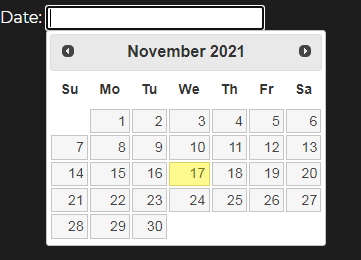 Date:
November 2021
Su Mo Tu We Th Fr Sa
1 2 3 4 5 6
7 8 9 10 11 12 13
14 15 16 17 18 19 20
21 22 23 24 25 26 27
28 29 30